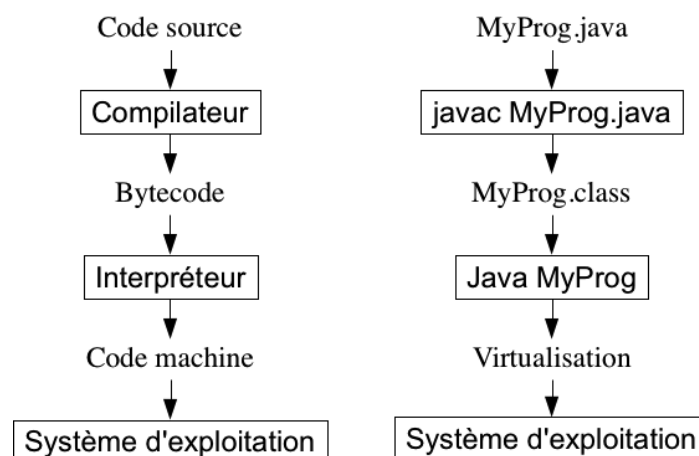 Code source
Compilateur
Bytecode
Interpréteur
Code machine
Système d'exploitation
MyProg.java
javac MyProg.java
MyProg.class
Java MyProg
Virtualisation
Système d'exploitation